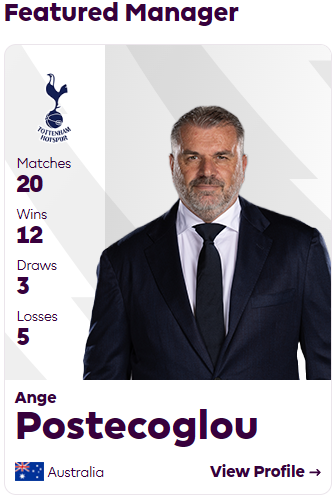 Featured Manager
TOTTENHAM
HOTSPUR
Matches
20
Wins
12
Draws
3
Losses
5
Ange
Postecoglou
Australia
View Profile →